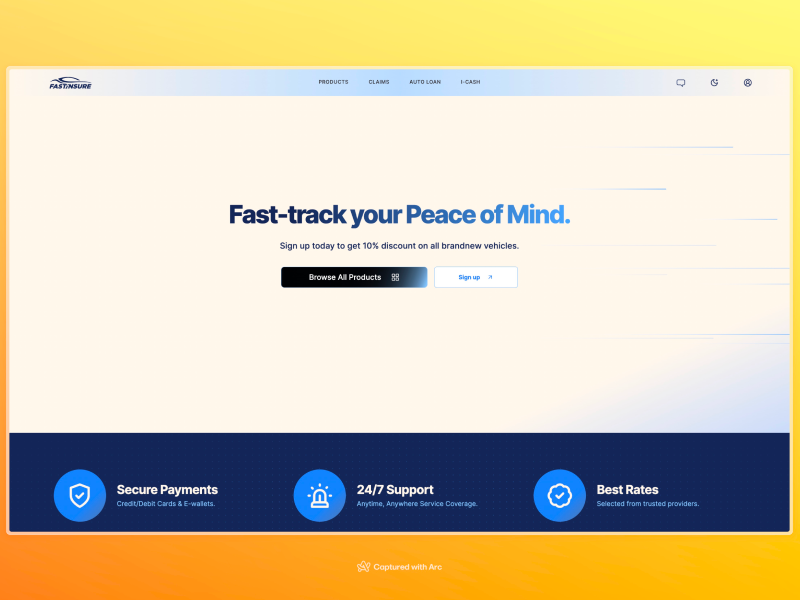 FASTINSURE
PRODUCTS CLAIMS AUTO LOAN I-CASH
Fast-track your Peace of Mind.
Sign up today to get 10% discount on all brandnew vehicles.
Browse All Products
Sign up
Secure Payments
Credit/Debit Cards & E-wallets.
24/7 Support
Anytime, Anywhere Service Coverage.
Best Rates
Selected from trusted providers.
Captured with Arc